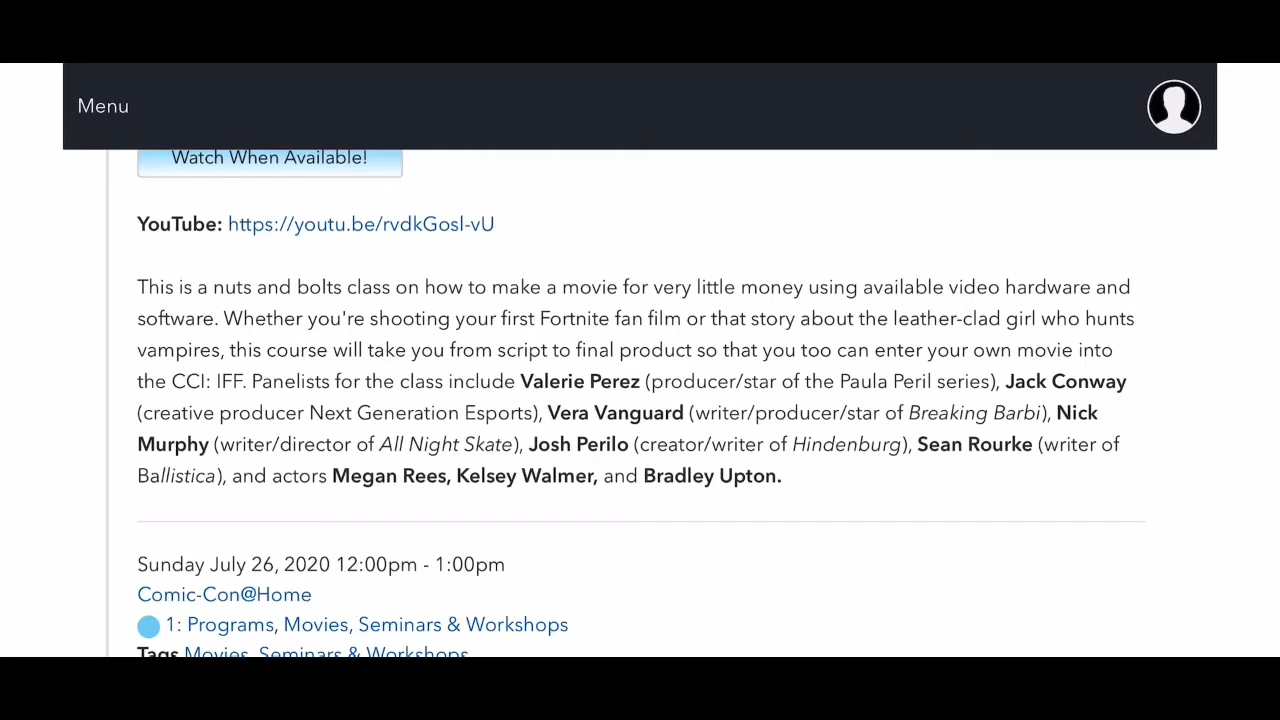 Menu
Watch When Available!
YouTube: https://youtu.be/rvdkGosl-vU
This is a nuts and bolts class on how to make a movie for very little money using available video hardware and
software. Whether you're shooting your first Fortnite fan film or that story about the leather-clad girl who hunts
vampires, this course will take you from script to final product so that you too can enter your own movie into
the CCI: IFF. Panelists for the class include Valerie Perez (producer/star of the Paula Peril series), Jack Conway
(creative producer Next Generation Esports), Vera Vanguard (writer/producer/star of Breaking Barbi), Nick
Murphy (writer/director of All Night Skate), Josh Perilo (creator/writer of Hindenburg), Sean Rourke (writer of
Ballistica), and actors Megan Rees, Kelsey Walmer, and Bradley Upton.
Sunday July 26, 2020 12:00pm - 1:00pm
Comic-Con@Home
1: Programs, Movies, Seminars & Workshops
Tags Movies, Seminars & Workshops